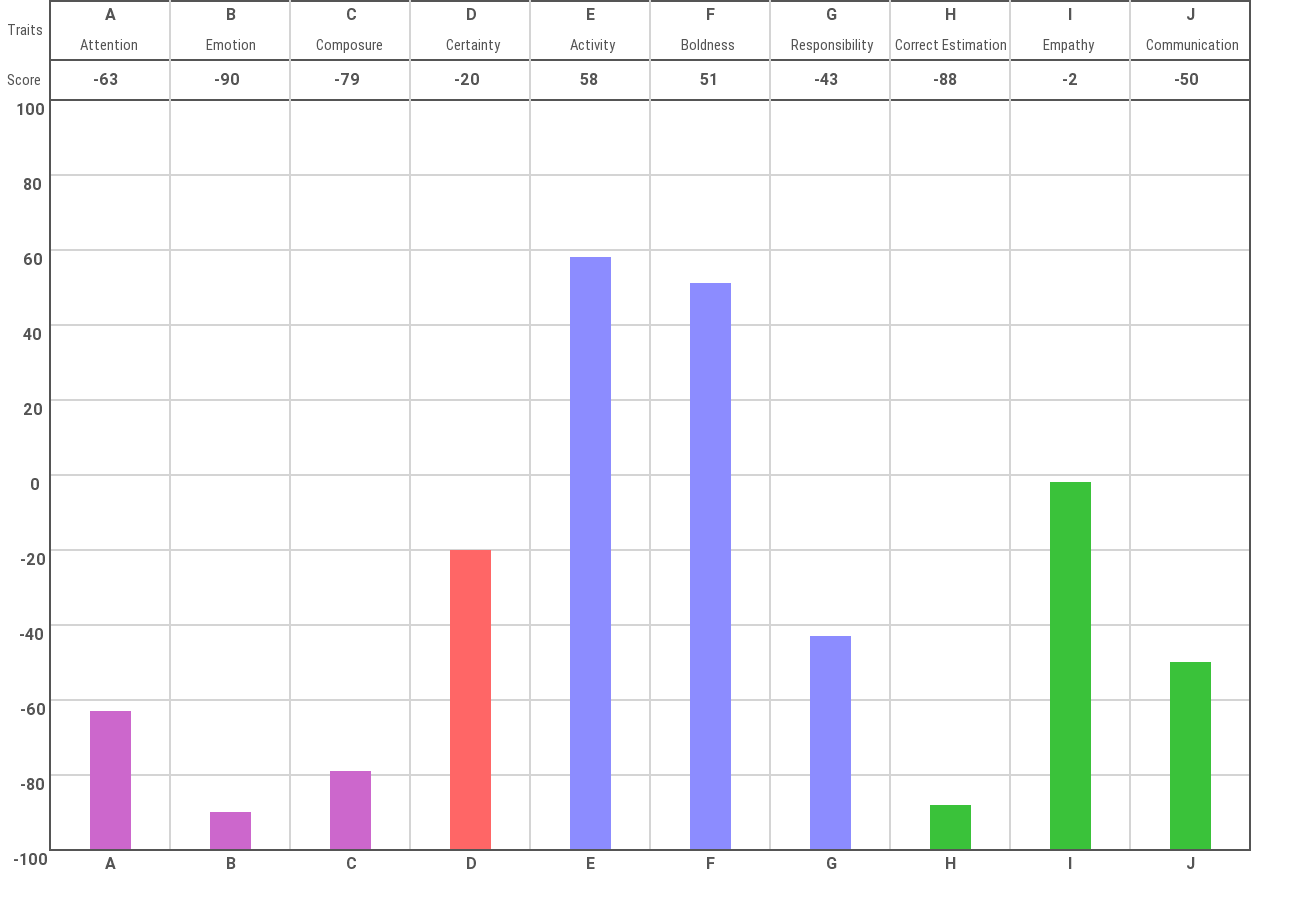 Traits A B C D E F G H I J
Attention Emotion Composure Certainty Activity Boldness Responsibility Correct Estimation Empathy Communication
Score -63 -90 -79 -20 58 51 -43 -88 -2 -50
100
80
60
40
20
0
-20
-40
-60
-80
-100
A B C D E F G H I J